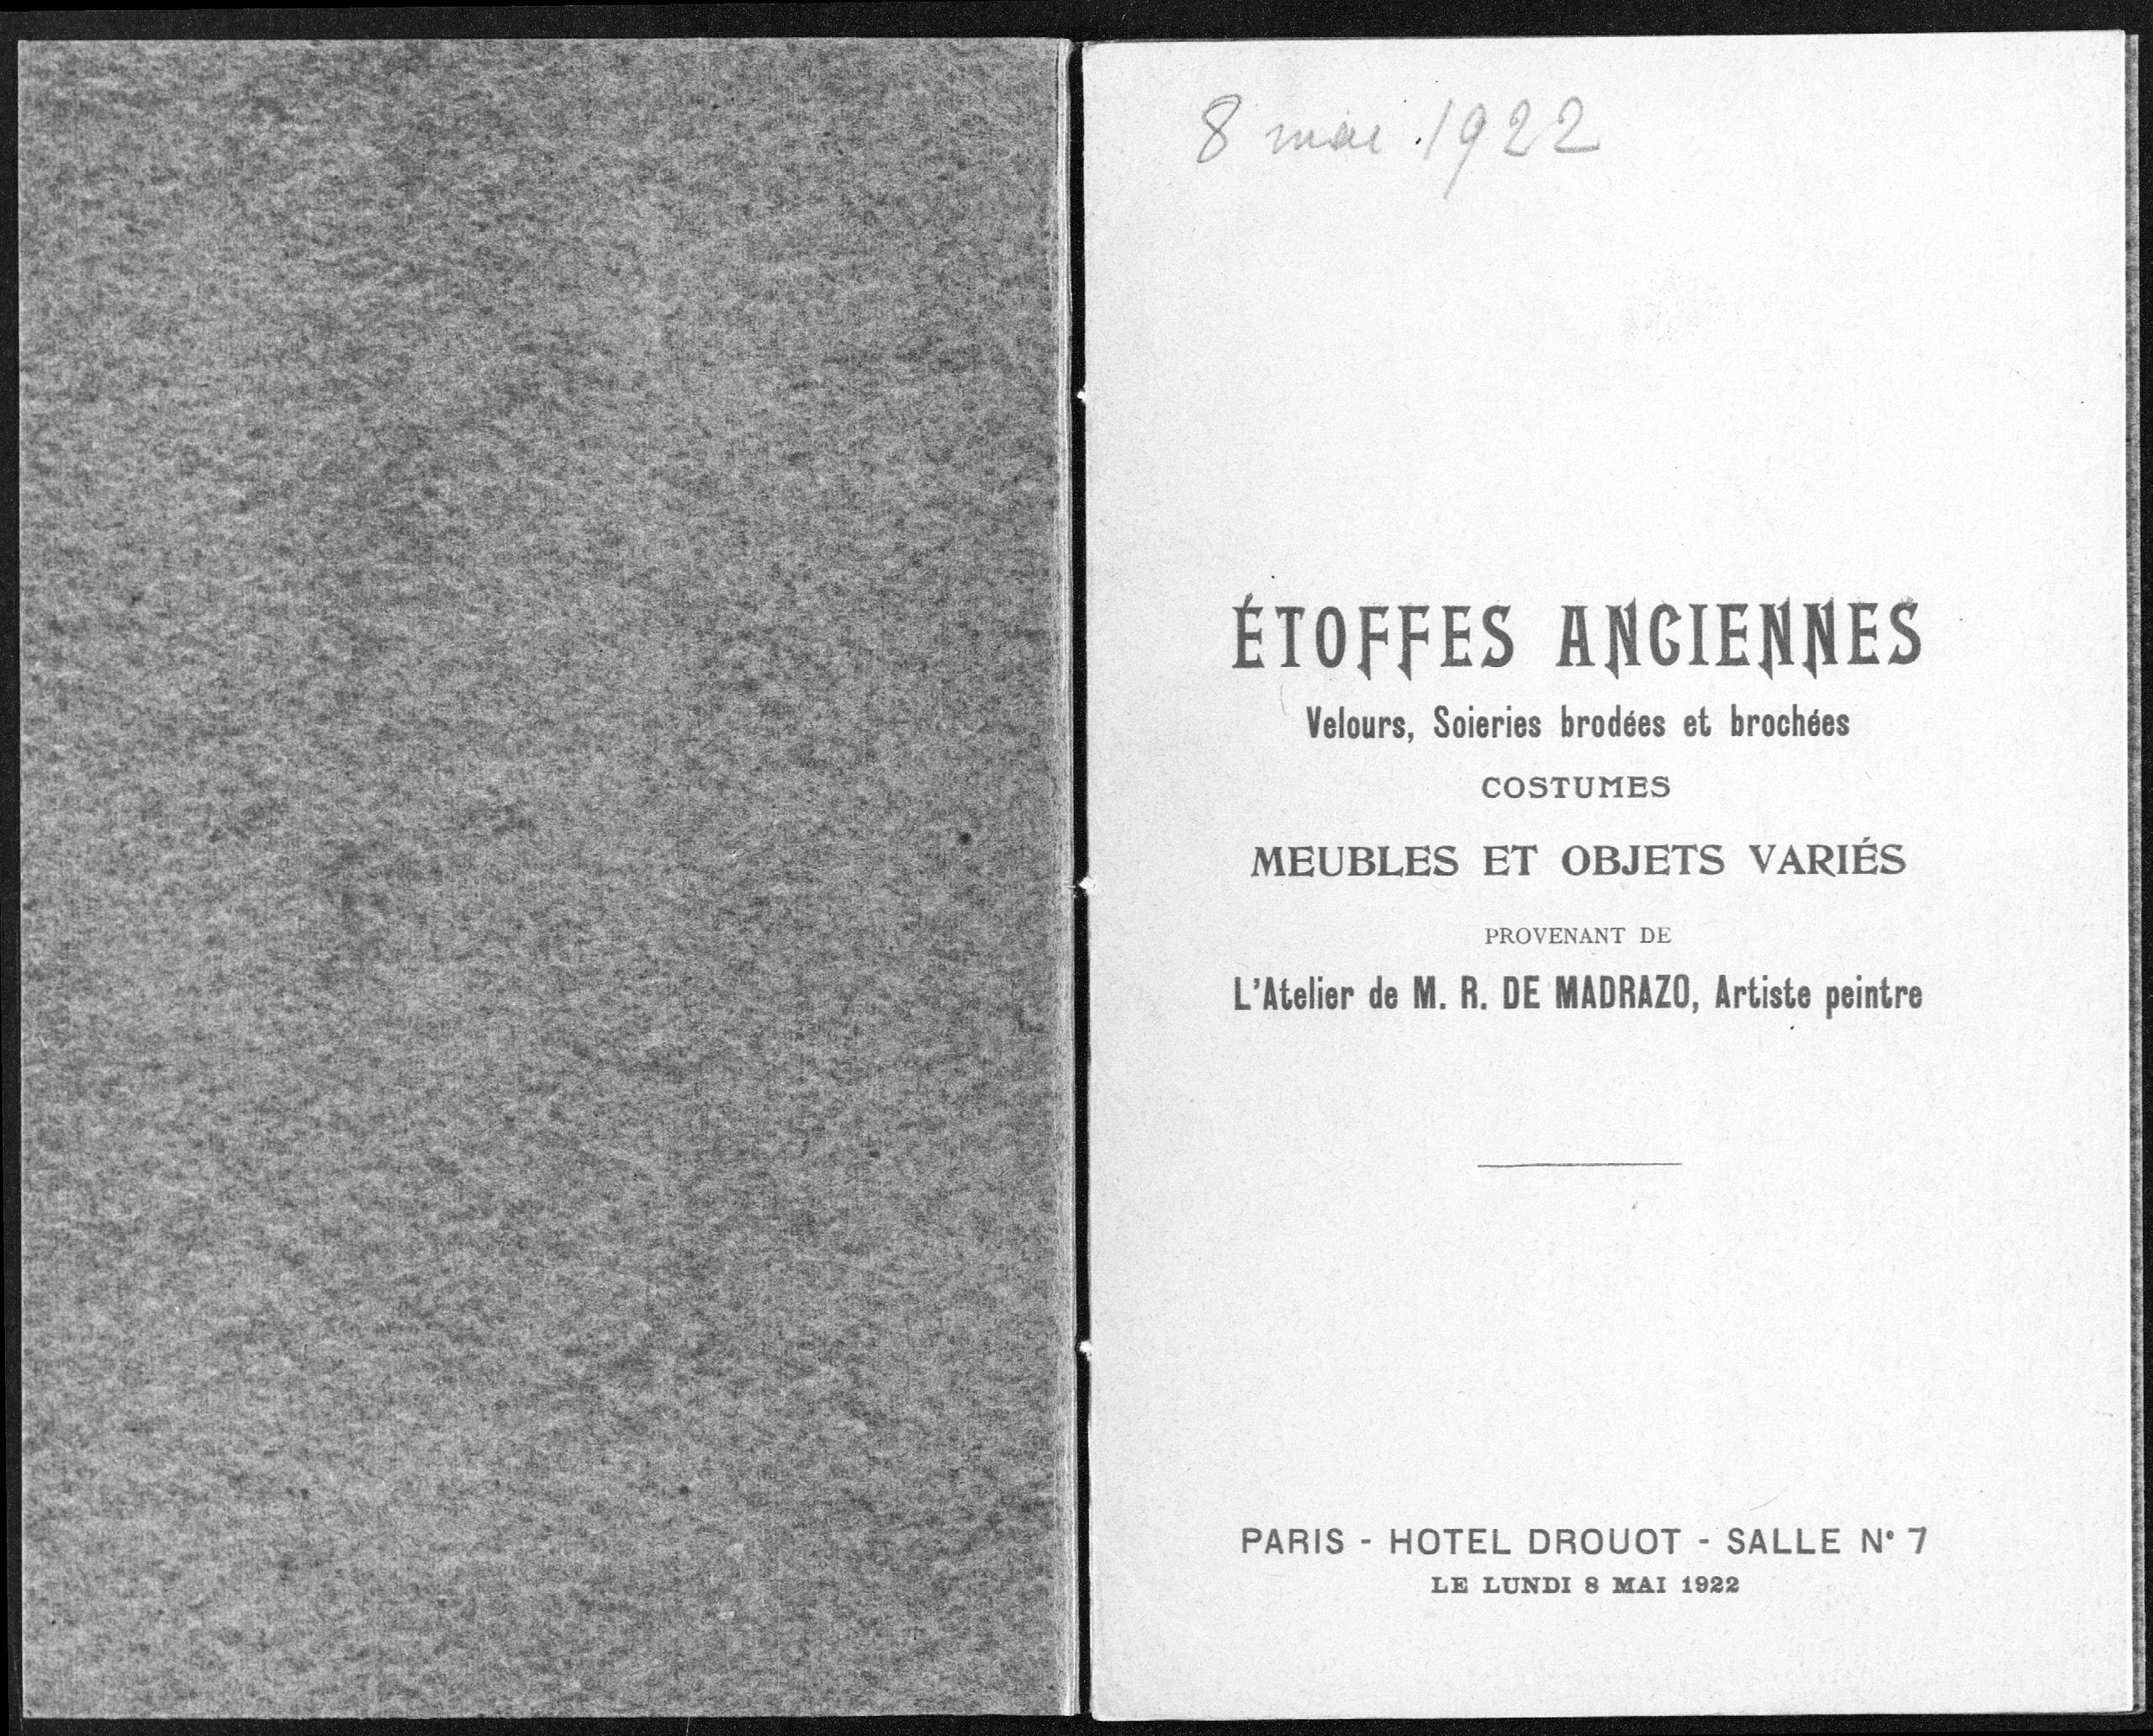 8 mai 1922
ÉTOFFES ANCIENNES
Velours, Soieries brodées et brochées
COSTUMES
MEUBLES ET OBJETS VARIÉS
PROVENANT DE
L'Atelier de M. R. DE MADRAZO, Artiste peintre
PARIS - HOTEL DROUOT - SALLE N° 7
LE LUNDI 8 MAI 1922